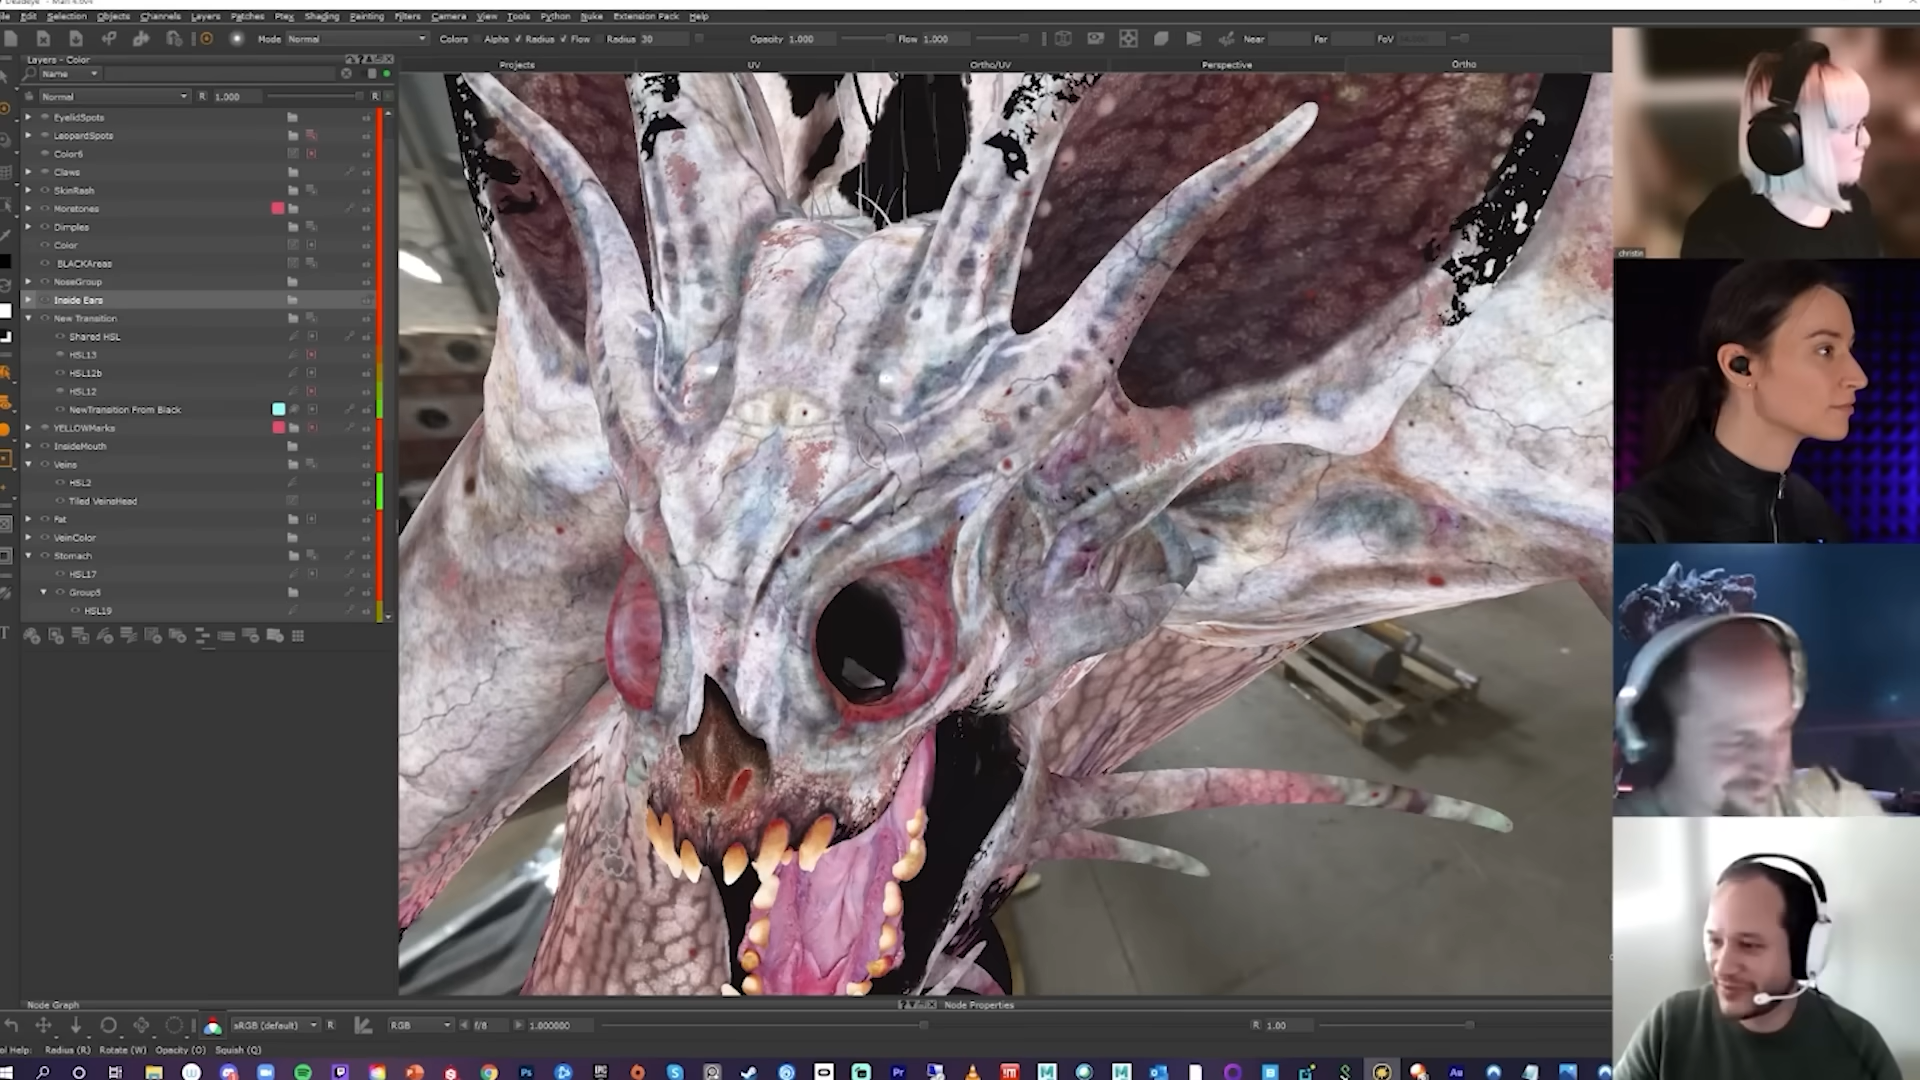 Edit Selection Objects Channels Layers Patches Ptex Shading Painting Filters Camera View Tools Python Nuke Extension Pack Help
Mode Normal Colors Alpha Radius Flow Radius 30 Opacity 1.000 Flow 1.000 Near Far FoV
Layers - Color
Projects UV Ortho/UV Perspective Ortho
Name
Normal R 1.000 R
EyelidSpots
LeopardSpots
Color6
Claws
SkinRash
Moretones
Dimples
Color
BLACKAreas
NoseGroup
Inside Ears
New Transition
Shared HSL
HSL13
HSL12b
HSL12
NewTransition From Black
YELLOWMarks
InsideMouth
Veins
HSL2
Tiled VeinsHead
Fat
VeinColor
Stomach
HSL17
Group5
HSL19
christin
Node Graph
Node Properties
sRGB (default) R RGB f/8 1.000000 R 1.00
Radius (R) Rotate (W) Opacity (O) Squish (Q)